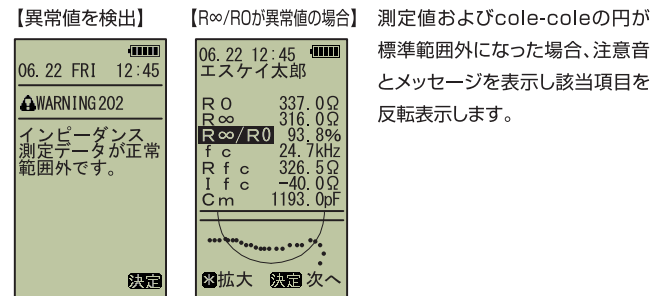 【異常値を検出】
06. 22 FRI 12:45
WARNING202
インピーダンス
測定データが正常
範囲外です。
決定
【R∞/R0が異常値の場合】
06. 22 12:45
エスケイ太郎
R0 337. 0Ω
R∞ 316. 0Ω
R∞/R0 93. 8%
fc 24. 7kHz
Rfc 326. 5Ω
Ifc -40. 0Ω
Cm 1193. 0pF
※拡大 決定 次へ
測定値およびcole-coleの円が
標準範囲外になった場合、注意音
とメッセージを表示し該当項目を
反転表示します。